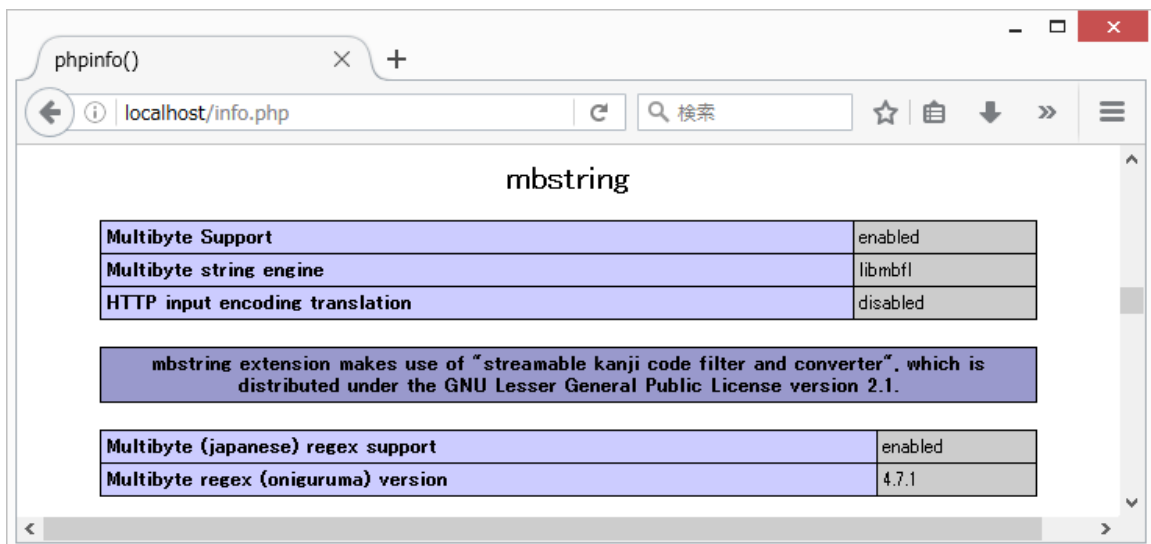 phpinfo()
localhost/info.php
検索
mbstring
Multibyte Support enabled
Multibyte string engine libmbfl
HTTP input encoding translation disabled
mbstring extension makes use of "streamable kanji code filter and converter", which is
distributed under the GNU Lesser General Public License version 2.1.
Multibyte (japanese) regex support enabled
Multibyte regex (oniguruma) version 4.7.1